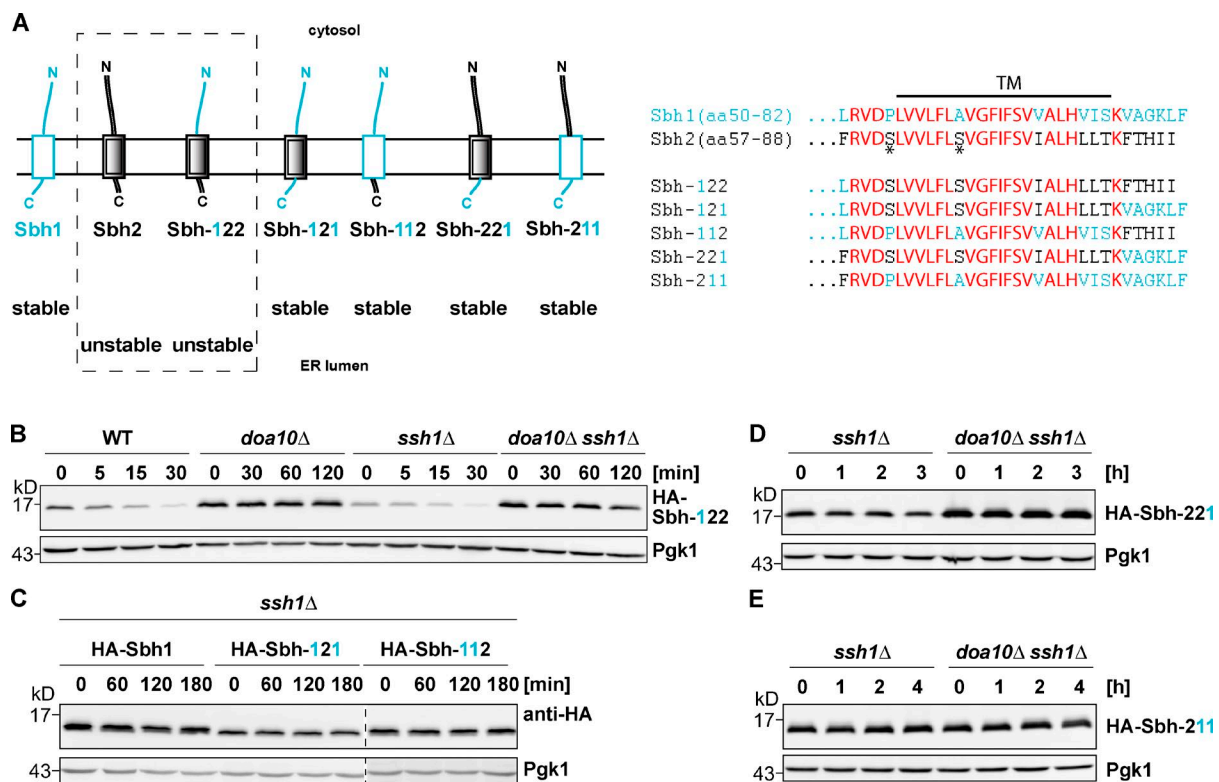 A
cytosol
N N N N N N N
C C C C C C C
Sbh1 Sbh2 Sbh-122 Sbh-121 Sbh-112 Sbh-221 Sbh-211
stable stable stable stable stable
unstable unstable
ER lumen
TM
Sbh1(aa50-82) ...LRVDPLVVLFLAVGFIFSVVALHVISKVAGKLF
Sbh2(aa57-88) ...FRVDSLVVLFLSVGFIFSVIALHLLTKFTHII
* *
Sbh-122 ...LRVDSLVVLFLSVGFIFSVIALHLLTKFTHII
Sbh-121 ...LRVDSLVVLFLSVGFIFSVIALHLLTKVAGKLF
Sbh-112 ...LRVDPLVVLFLAVGFIFSVVALHVISKFTHII
Sbh-221 ...FRVDSLVVLFLSVGFIFSVIALHLLTKVAGKLF
Sbh-211 ...FRVDPLVVLFLAVGFIFSVVALHVISKVAGKLF
B
WT doa10Δ ssh1Δ doa10Δ ssh1Δ
0 5 15 30 0 30 60 120 0 5 15 30 0 30 60 120 [min]
kD
17
HA-
Sbh-122
43
Pgk1
C
ssh1Δ
HA-Sbh1 HA-Sbh-121 HA-Sbh-112
0 60 120 180 0 60 120 180 0 60 120 180 [min]
kD
17
anti-HA
43
Pgk1
D
ssh1Δ doa10Δ ssh1Δ
0 1 2 3 0 1 2 3 [h]
kD
17
HA-Sbh-221
43
Pgk1
E
ssh1Δ doa10Δ ssh1Δ
0 1 2 4 0 1 2 4 [h]
kD
17
HA-Sbh-211
43
Pgk1